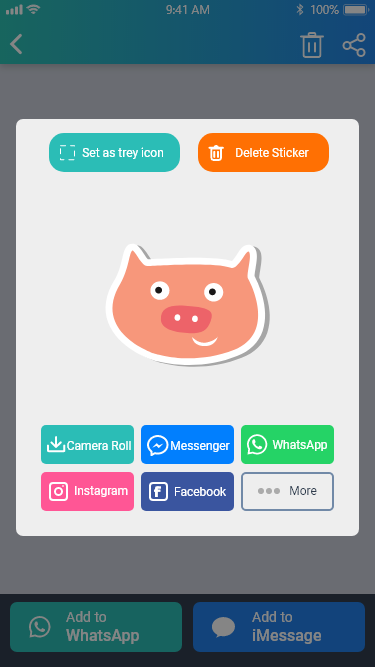 9:41 AM 100%
Set as trey icon Delete Sticker
Camera Roll Messenger WhatsApp
Instagram Facebook More
Add to Add to
WhatsApp iMessage